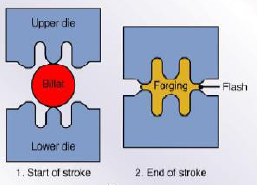 Upper die
Billet
Lower die
1. Start of stroke
Forging
Flash
2. End of stroke